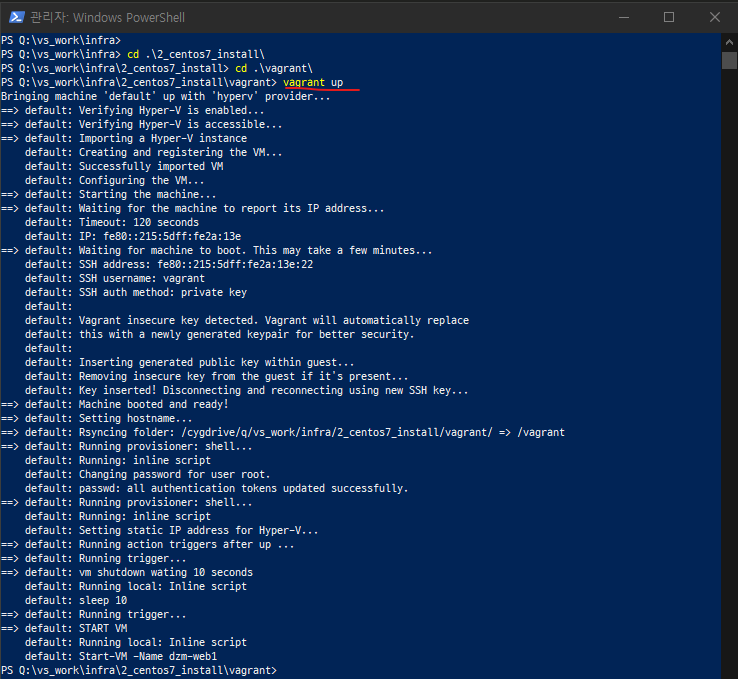 관리자: Windows PowerShell
PS Q:\vs_work\infra>
PS Q:\vs_work\infra> cd .\2_centos7_install\
PS Q:\vs_work\infra\2_centos7_install> cd .\vagrant\
PS Q:\vs_work\infra\2_centos7_install\vagrant> vagrant up
Bringing machine 'default' up with 'hyperv' provider...
==> default: Verifying Hyper-V is enabled...
==> default: Verifying Hyper-V is accessible...
==> default: Importing a Hyper-V instance
    default: Creating and registering the VM...
    default: Successfully imported VM
    default: Configuring the VM...
==> default: Starting the machine...
==> default: Waiting for the machine to report its IP address...
    default: Timeout: 120 seconds
    default: IP: fe80::215:5dff:fe2a:13e
==> default: Waiting for machine to boot. This may take a few minutes...
    default: SSH address: fe80::215:5dff:fe2a:13e:22
    default: SSH username: vagrant
    default: SSH auth method: private key
    default:
    default: Vagrant insecure key detected. Vagrant will automatically replace
    default: this with a newly generated keypair for better security.
    default:
    default: Inserting generated public key within guest...
    default: Removing insecure key from the guest if it's present...
    default: Key inserted! Disconnecting and reconnecting using new SSH key...
==> default: Machine booted and ready!
==> default: Setting hostname...
==> default: Rsyncing folder: /cygdrive/q/vs_work/infra/2_centos7_install/vagrant/ => /vagrant
==> default: Running provisioner: shell...
    default: Running: inline script
    default: Changing password for user root.
    default: passwd: all authentication tokens updated successfully.
==> default: Running provisioner: shell...
    default: Running: inline script
    default: Setting static IP address for Hyper-V...
==> default: Running action triggers after up ...
==> default: Running trigger...
==> default: vm shutdown wating 10 seconds
    default: Running local: Inline script
    default: sleep 10
==> default: Running trigger...
==> default: START VM
    default: Running local: Inline script
    default: Start-VM -Name dzm-web1
PS Q:\vs_work\infra\2_centos7_install\vagrant>